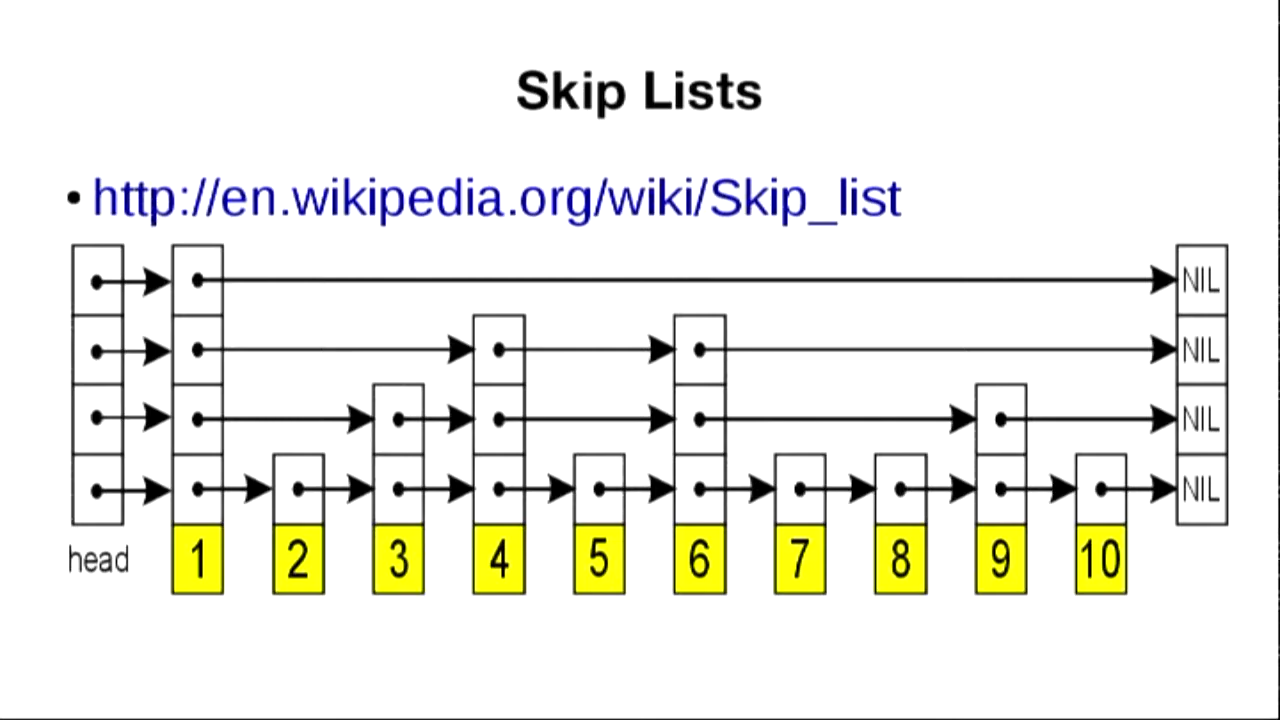 Skip Lists
• http://en.wikipedia.org/wiki/Skip_list
NIL
NIL
NIL
NIL
head 1 2 3 4 5 6 7 8 9 10